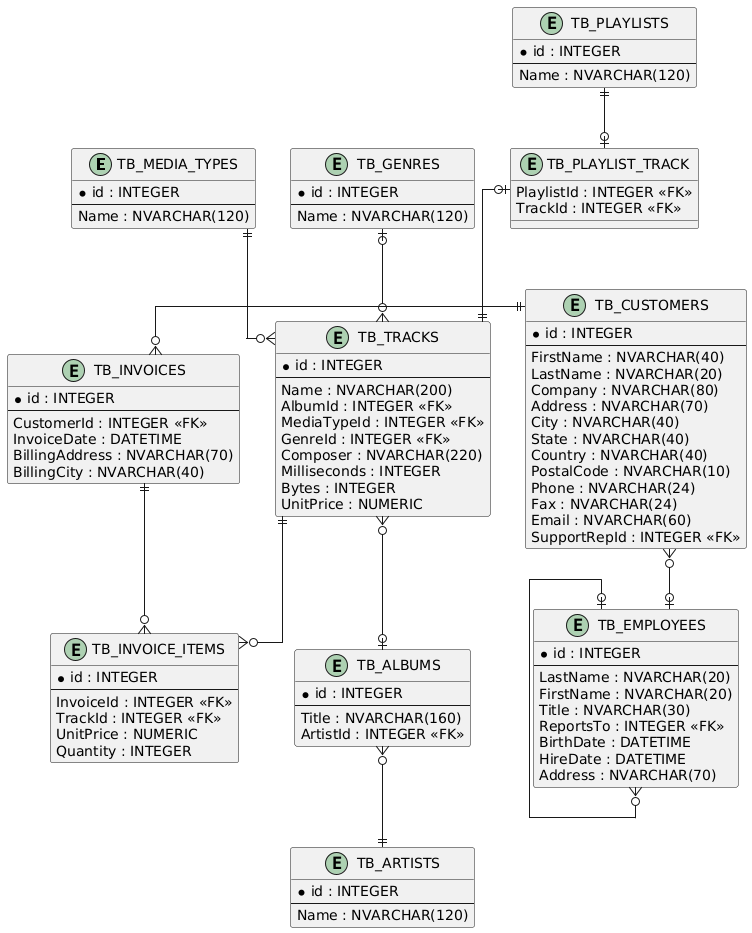 E TB_PLAYLISTS
* id : INTEGER
Name : NVARCHAR(120)
E TB_MEDIA_TYPES
* id : INTEGER
Name : NVARCHAR(120)
E TB_GENRES
* id : INTEGER
Name : NVARCHAR(120)
E TB_PLAYLIST_TRACK
PlaylistId : INTEGER «FK»
TrackId : INTEGER «FK»
E TB_CUSTOMERS
* id : INTEGER
FirstName : NVARCHAR(40)
LastName : NVARCHAR(20)
Company : NVARCHAR(80)
Address : NVARCHAR(70)
City : NVARCHAR(40)
State : NVARCHAR(40)
Country : NVARCHAR(40)
PostalCode : NVARCHAR(10)
Phone : NVARCHAR(24)
Fax : NVARCHAR(24)
Email : NVARCHAR(60)
SupportRepId : INTEGER «FK»
E TB_TRACKS
* id : INTEGER
Name : NVARCHAR(200)
AlbumId : INTEGER «FK»
MediaTypeId : INTEGER «FK»
GenreId : INTEGER «FK»
Composer : NVARCHAR(220)
Milliseconds : INTEGER
Bytes : INTEGER
UnitPrice : NUMERIC
E TB_INVOICES
* id : INTEGER
CustomerId : INTEGER «FK»
InvoiceDate : DATETIME
BillingAddress : NVARCHAR(70)
BillingCity : NVARCHAR(40)
E TB_INVOICE_ITEMS
* id : INTEGER
InvoiceId : INTEGER «FK»
TrackId : INTEGER «FK»
UnitPrice : NUMERIC
Quantity : INTEGER
E TB_ALBUMS
* id : INTEGER
Title : NVARCHAR(160)
ArtistId : INTEGER «FK»
E TB_EMPLOYEES
* id : INTEGER
LastName : NVARCHAR(20)
FirstName : NVARCHAR(20)
Title : NVARCHAR(30)
ReportsTo : INTEGER «FK»
BirthDate : DATETIME
HireDate : DATETIME
Address : NVARCHAR(70)
E TB_ARTISTS
* id : INTEGER
Name : NVARCHAR(120)